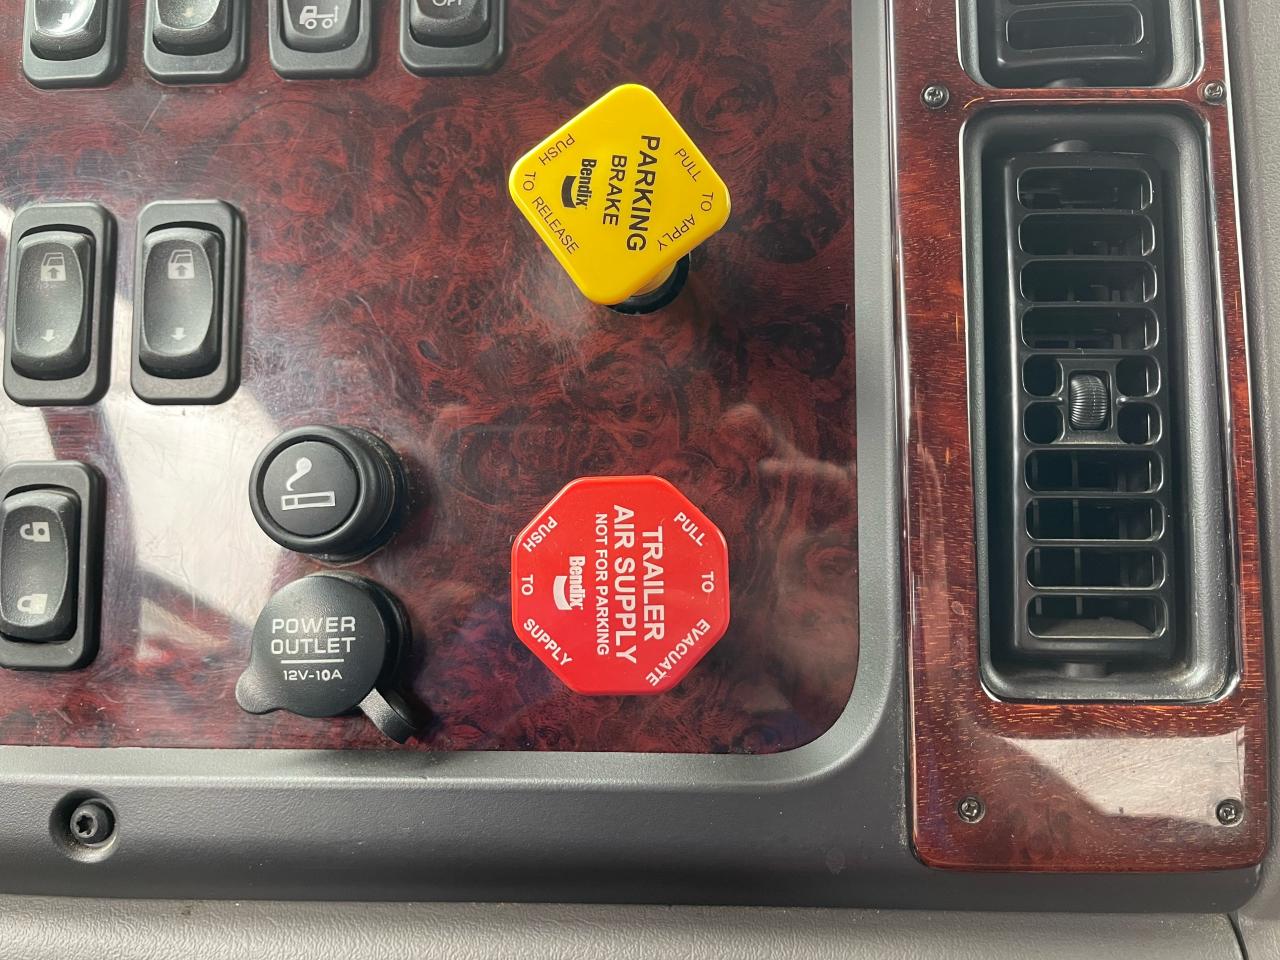 OFF
PULL TO APPLY
PARKING
BRAKE
Bendix
PUSH TO RELEASE
PULL TO EVACUATE
TRAILER
AIR SUPPLY
NOT FOR PARKING
Bendix
PUSH TO SUPPLY
POWER
OUTLET
12V-10A